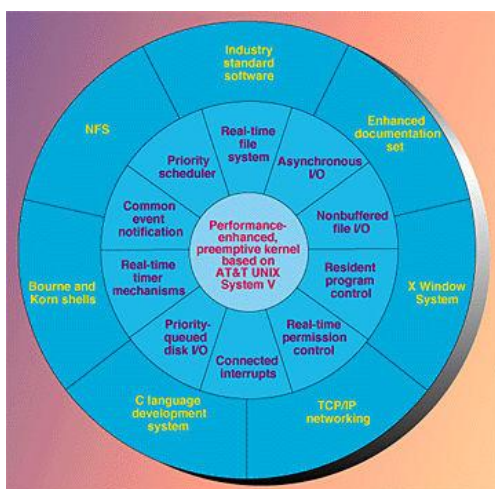 Industry
standard
software
Enhanced
documentation
set
X Window
System
TCP/IP
networking
C language
development
system
Bourne and
Korn shells
NFS
Real-time
file
system
Asynchronous
I/O
Nonbuffered
file I/O
Resident
program
control
Real-time
permission
control
Connected
interrupts
Priority-
queued
disk I/O
Real-time
timer
mechanisms
Common
event
notification
Priority
scheduler
Performance-
enhanced,
preemptive kernel
based on
AT&T UNIX
System V